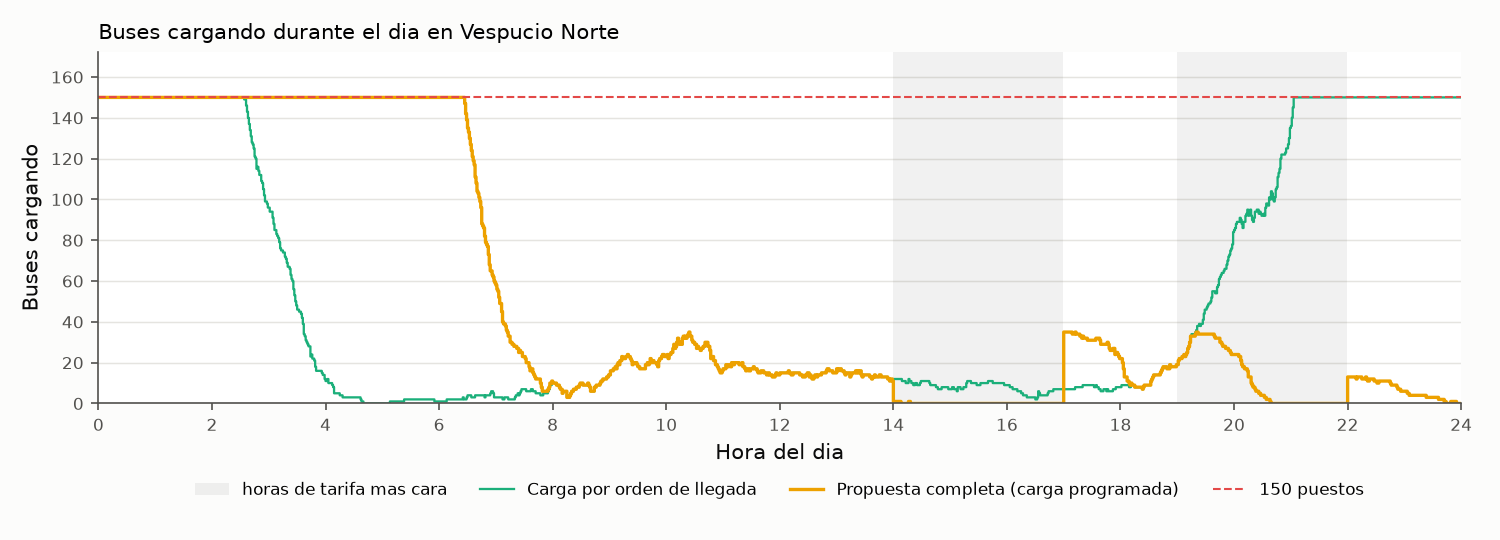 Buses cargando durante el dia en Vespucio Norte
160
140
120
100
80
60
40
20
0
Buses cargando
0 2 4 6 8 10 12 14 16 18 20 22 24
Hora del dia
horas de tarifa mas cara Carga por orden de llegada Propuesta completa (carga programada) 150 puestos